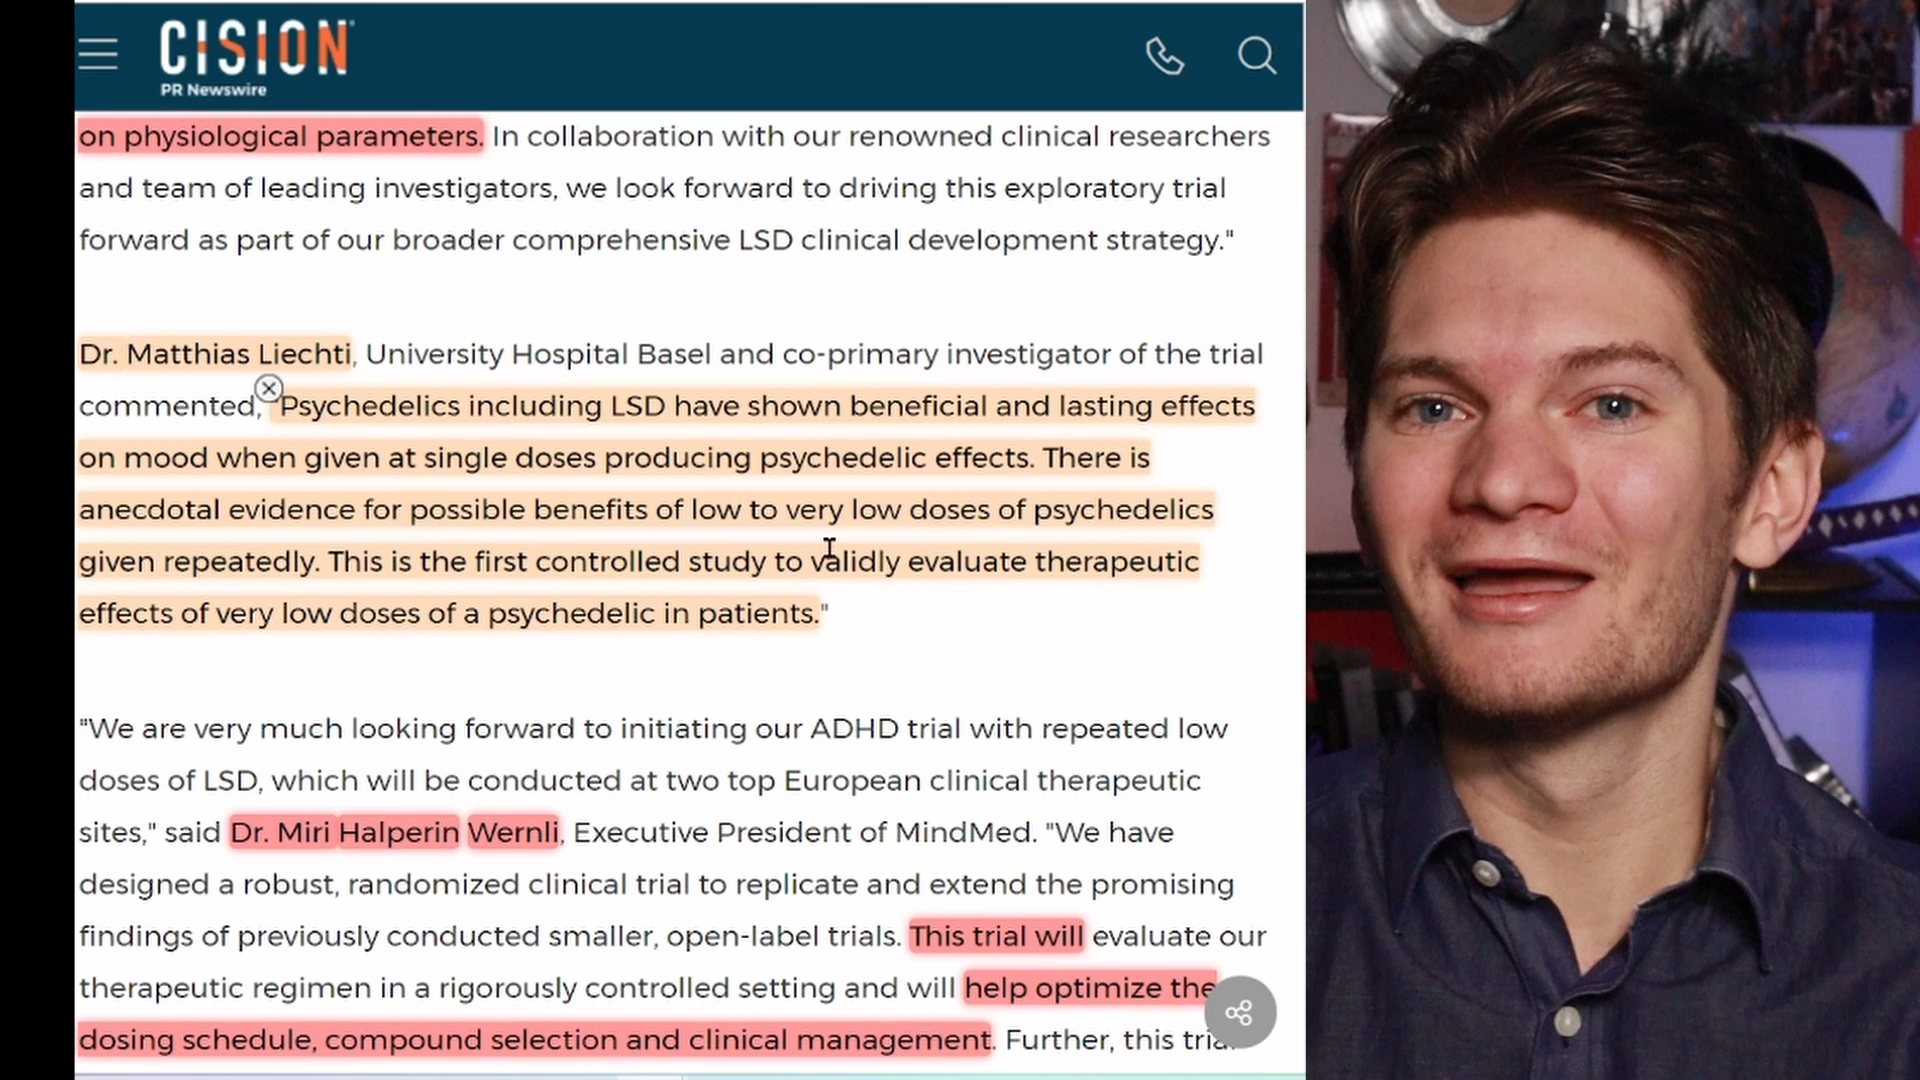 CISION
PR Newswire
on physiological parameters. In collaboration with our renowned clinical researchers
and team of leading investigators, we look forward to driving this exploratory trial
forward as part of our broader comprehensive LSD clinical development strategy."
Dr. Matthias Liechti, University Hospital Basel and co-primary investigator of the trial
commented, "Psychedelics including LSD have shown beneficial and lasting effects
on mood when given at single doses producing psychedelic effects. There is
anecdotal evidence for possible benefits of low to very low doses of psychedelics
given repeatedly. This is the first controlled study to validly evaluate therapeutic
effects of very low doses of a psychedelic in patients."
"We are very much looking forward to initiating our ADHD trial with repeated low
doses of LSD, which will be conducted at two top European clinical therapeutic
sites," said Dr. Miri Halperin Wernli, Executive President of MindMed. "We have
designed a robust, randomized clinical trial to replicate and extend the promising
findings of previously conducted smaller, open-label trials. This trial will evaluate our
therapeutic regimen in a rigorously controlled setting and will help optimize the
dosing schedule, compound selection and clinical management. Further, this trial